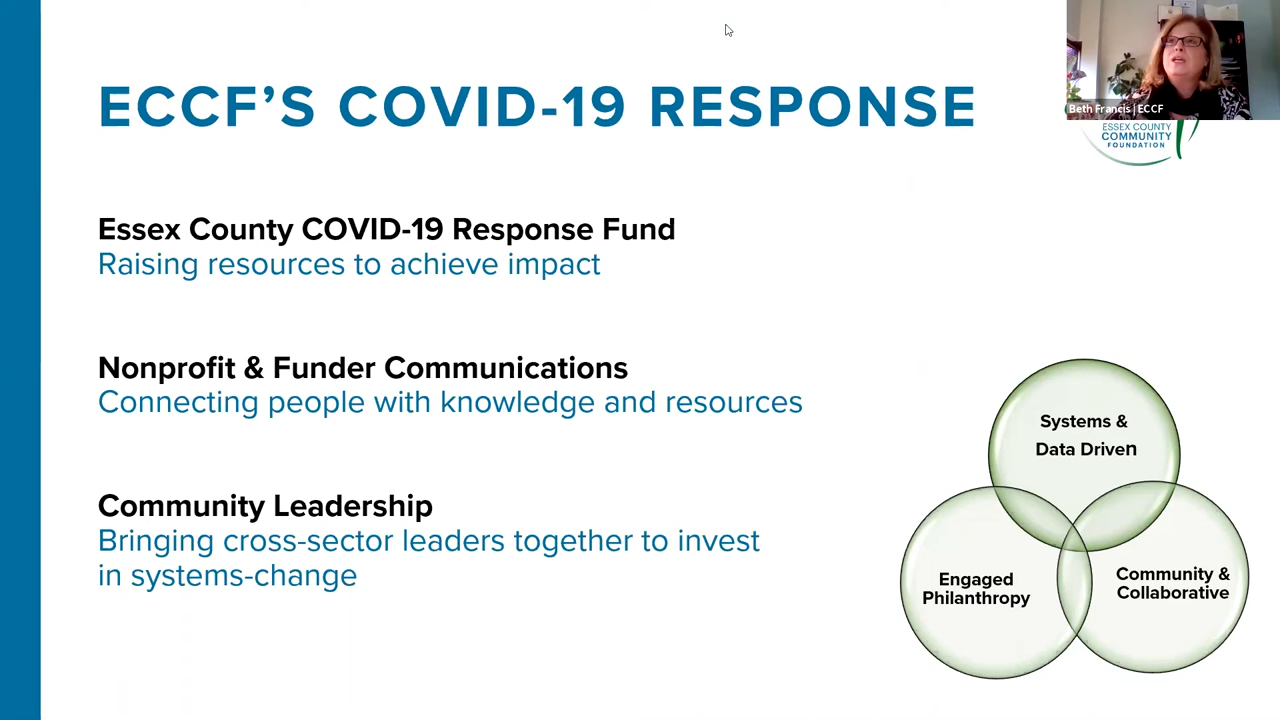 ECCF'S COVID-19 RESPONSE
Beth Francis | ECCF
ESSEX COUNTY
COMMUNITY
FOUNDATION
Essex County COVID-19 Response Fund
Raising resources to achieve impact
Nonprofit & Funder Communications
Connecting people with knowledge and resources
Community Leadership
Bringing cross-sector leaders together to invest
in systems-change
Systems &
Data Driven
Engaged
Philanthropy
Community &
Collaborative